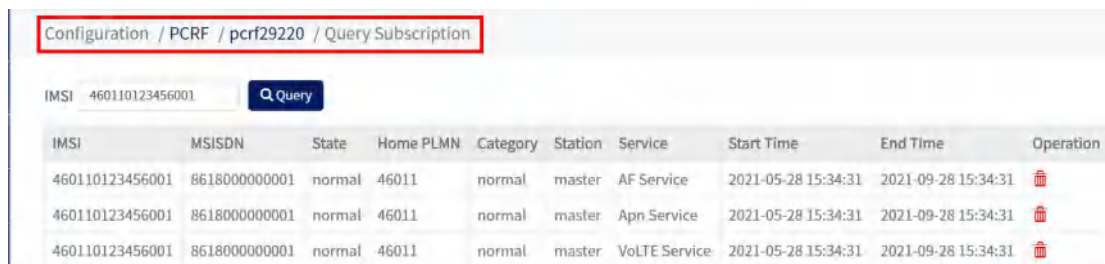 Configuration / PCRF / pcrf29220 / Query Subscription
IMSI 460110123456001 Query
IMSI MSISDN State Home PLMN Category Station Service Start Time End Time Operation
460110123456001 8618000000001 normal 46011 normal master AF Service 2021-05-28 15:34:31 2021-09-28 15:34:31
460110123456001 8618000000001 normal 46011 normal master Apn Service 2021-05-28 15:34:31 2021-09-28 15:34:31
460110123456001 8618000000001 normal 46011 normal master VoLTE Service 2021-05-28 15:34:31 2021-09-28 15:34:31